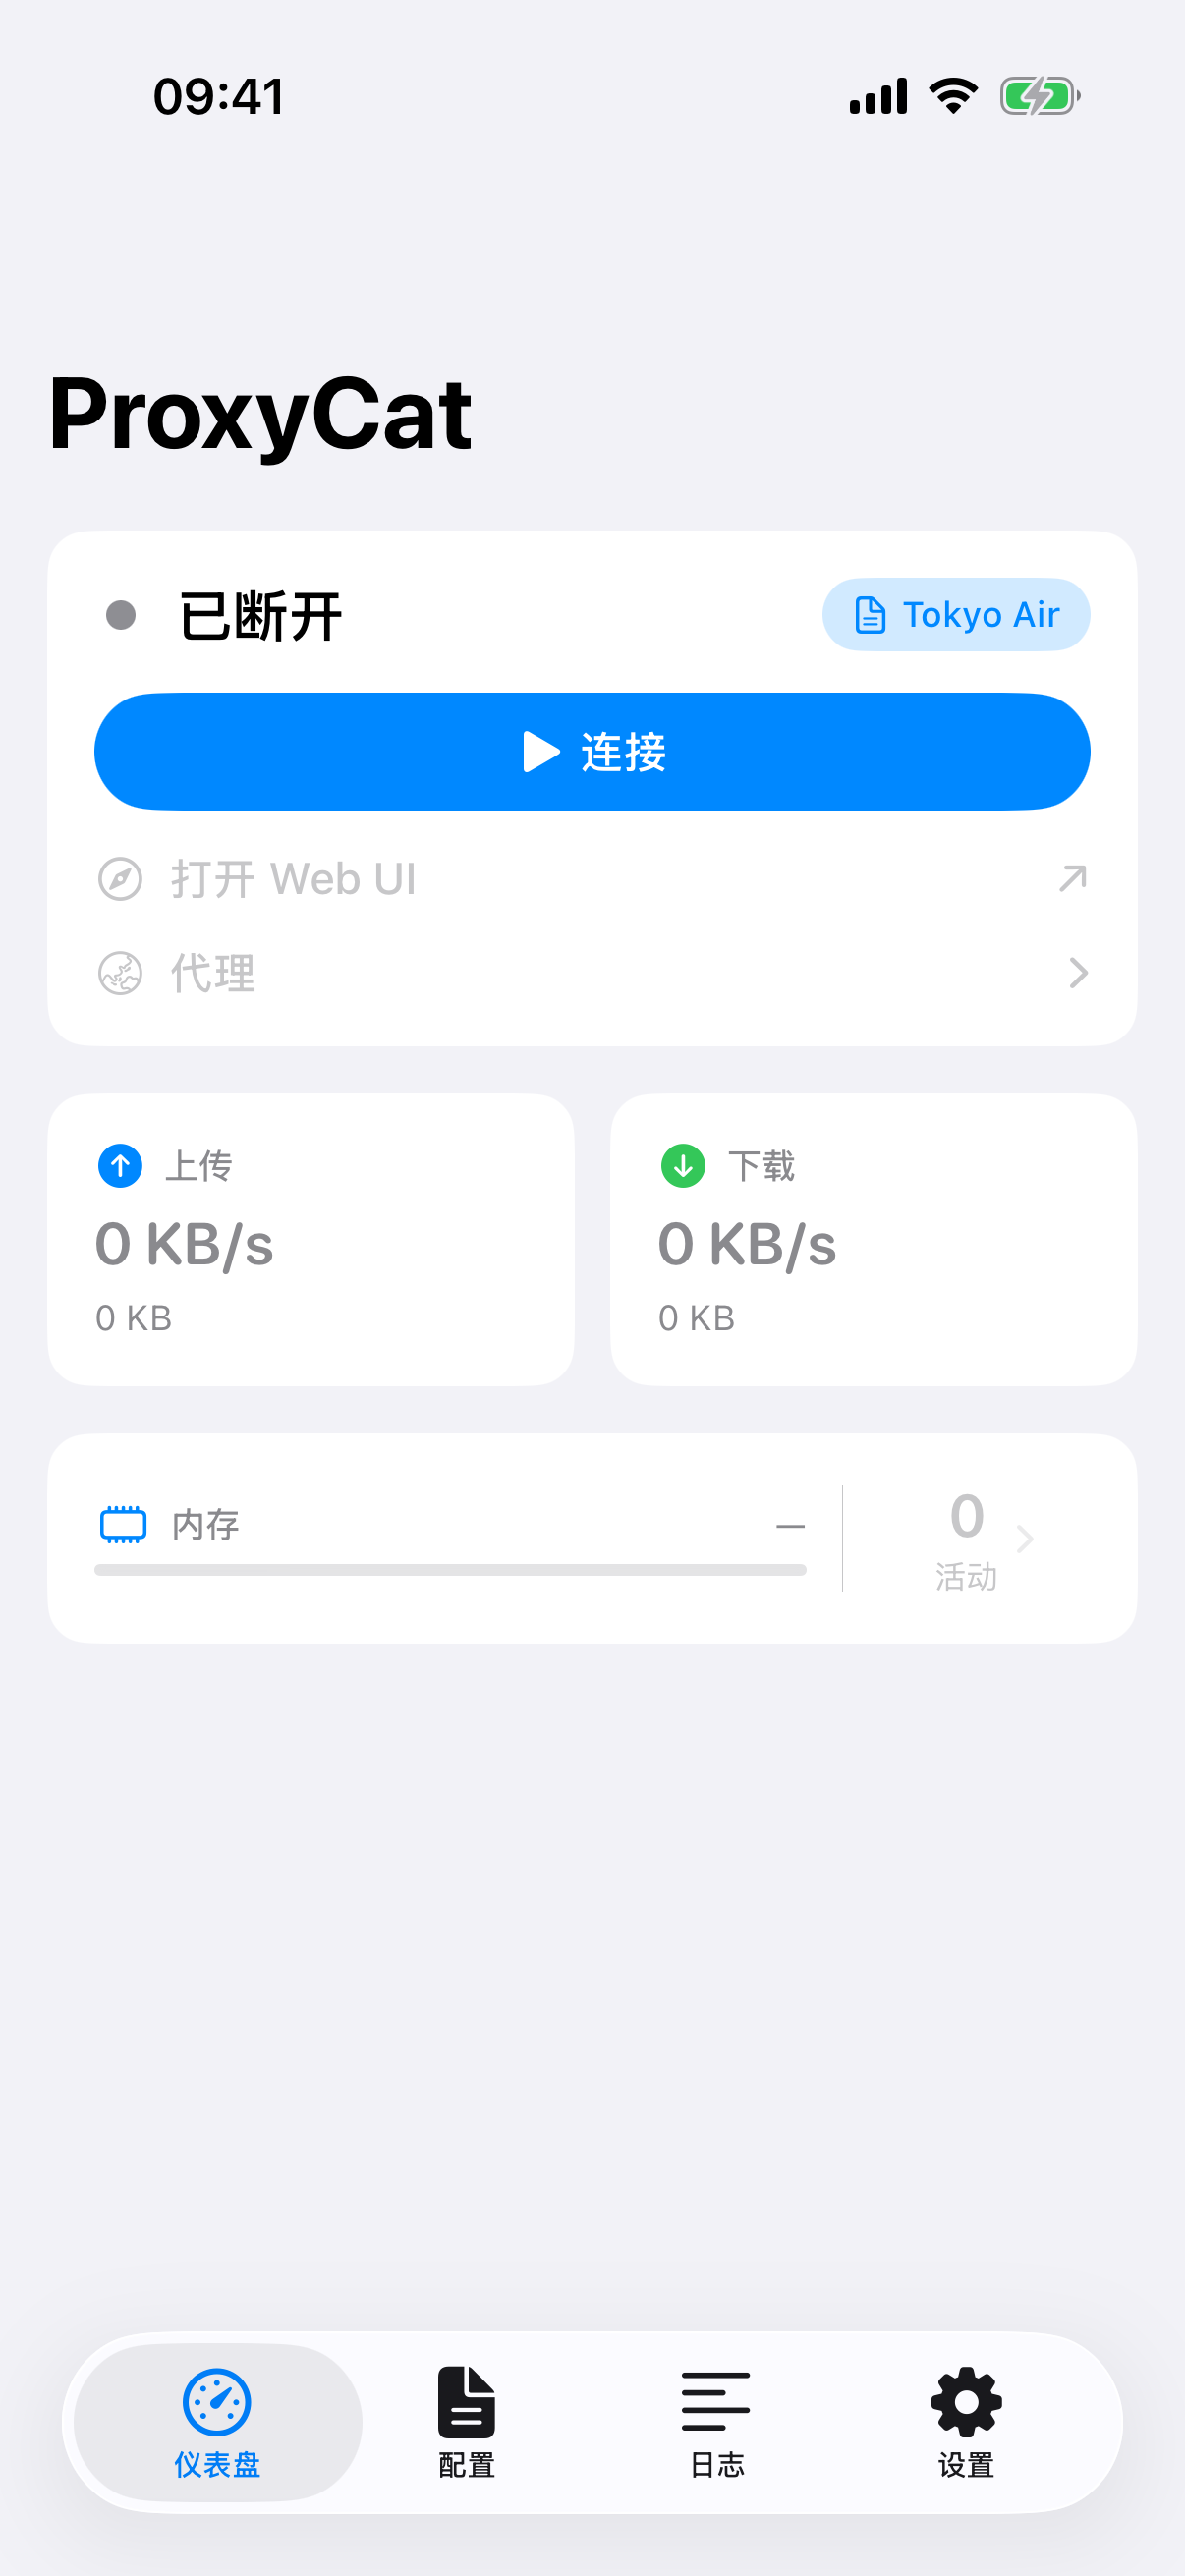 09:41
ProxyCat
已断开
Tokyo Air
连接
打开 Web UI
代理
上传
0 KB/s
0 KB
下载
0 KB/s
0 KB
内存
—
0
活动
仪表盘
配置
日志
设置